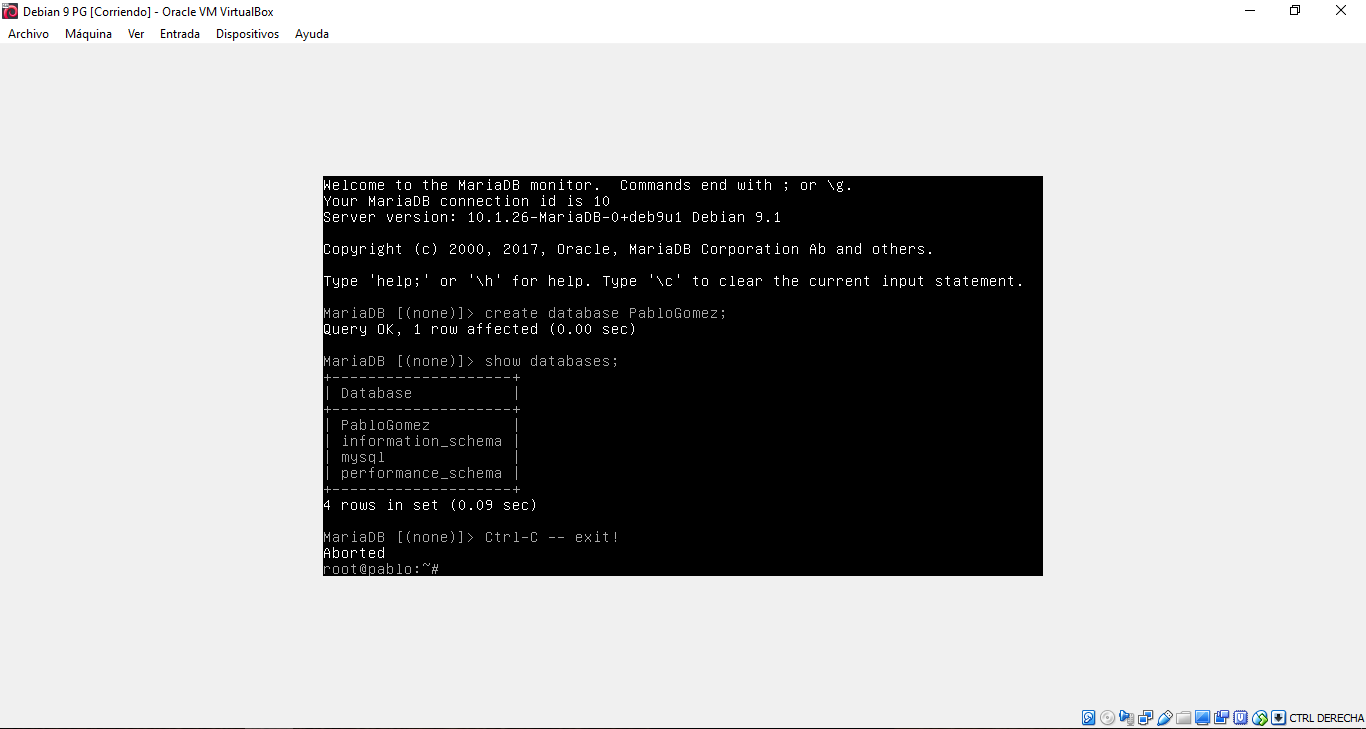 Debian 9 PG [Corriendo] - Oracle VM VirtualBox
Archivo Máquina Ver Entrada Dispositivos Ayuda
Welcome to the MariaDB monitor.  Commands end with ; or \g.
Your MariaDB connection id is 10
Server version: 10.1.26-MariaDB-0+deb9u1 Debian 9.1
Copyright (c) 2000, 2017, Oracle, MariaDB Corporation Ab and others.
Type 'help;' or '\h' for help. Type '\c' to clear the current input statement.
MariaDB [(none)]> create database PabloGomez;
Query OK, 1 row affected (0.00 sec)
MariaDB [(none)]> show databases;
+--------------------+
| Database           |
+--------------------+
| PabloGomez         |
| information_schema |
| mysql              |
| performance_schema |
+--------------------+
4 rows in set (0.09 sec)
MariaDB [(none)]> Ctrl-C -- exit!
Aborted
root@pablo:~#
CTRL DERECHA